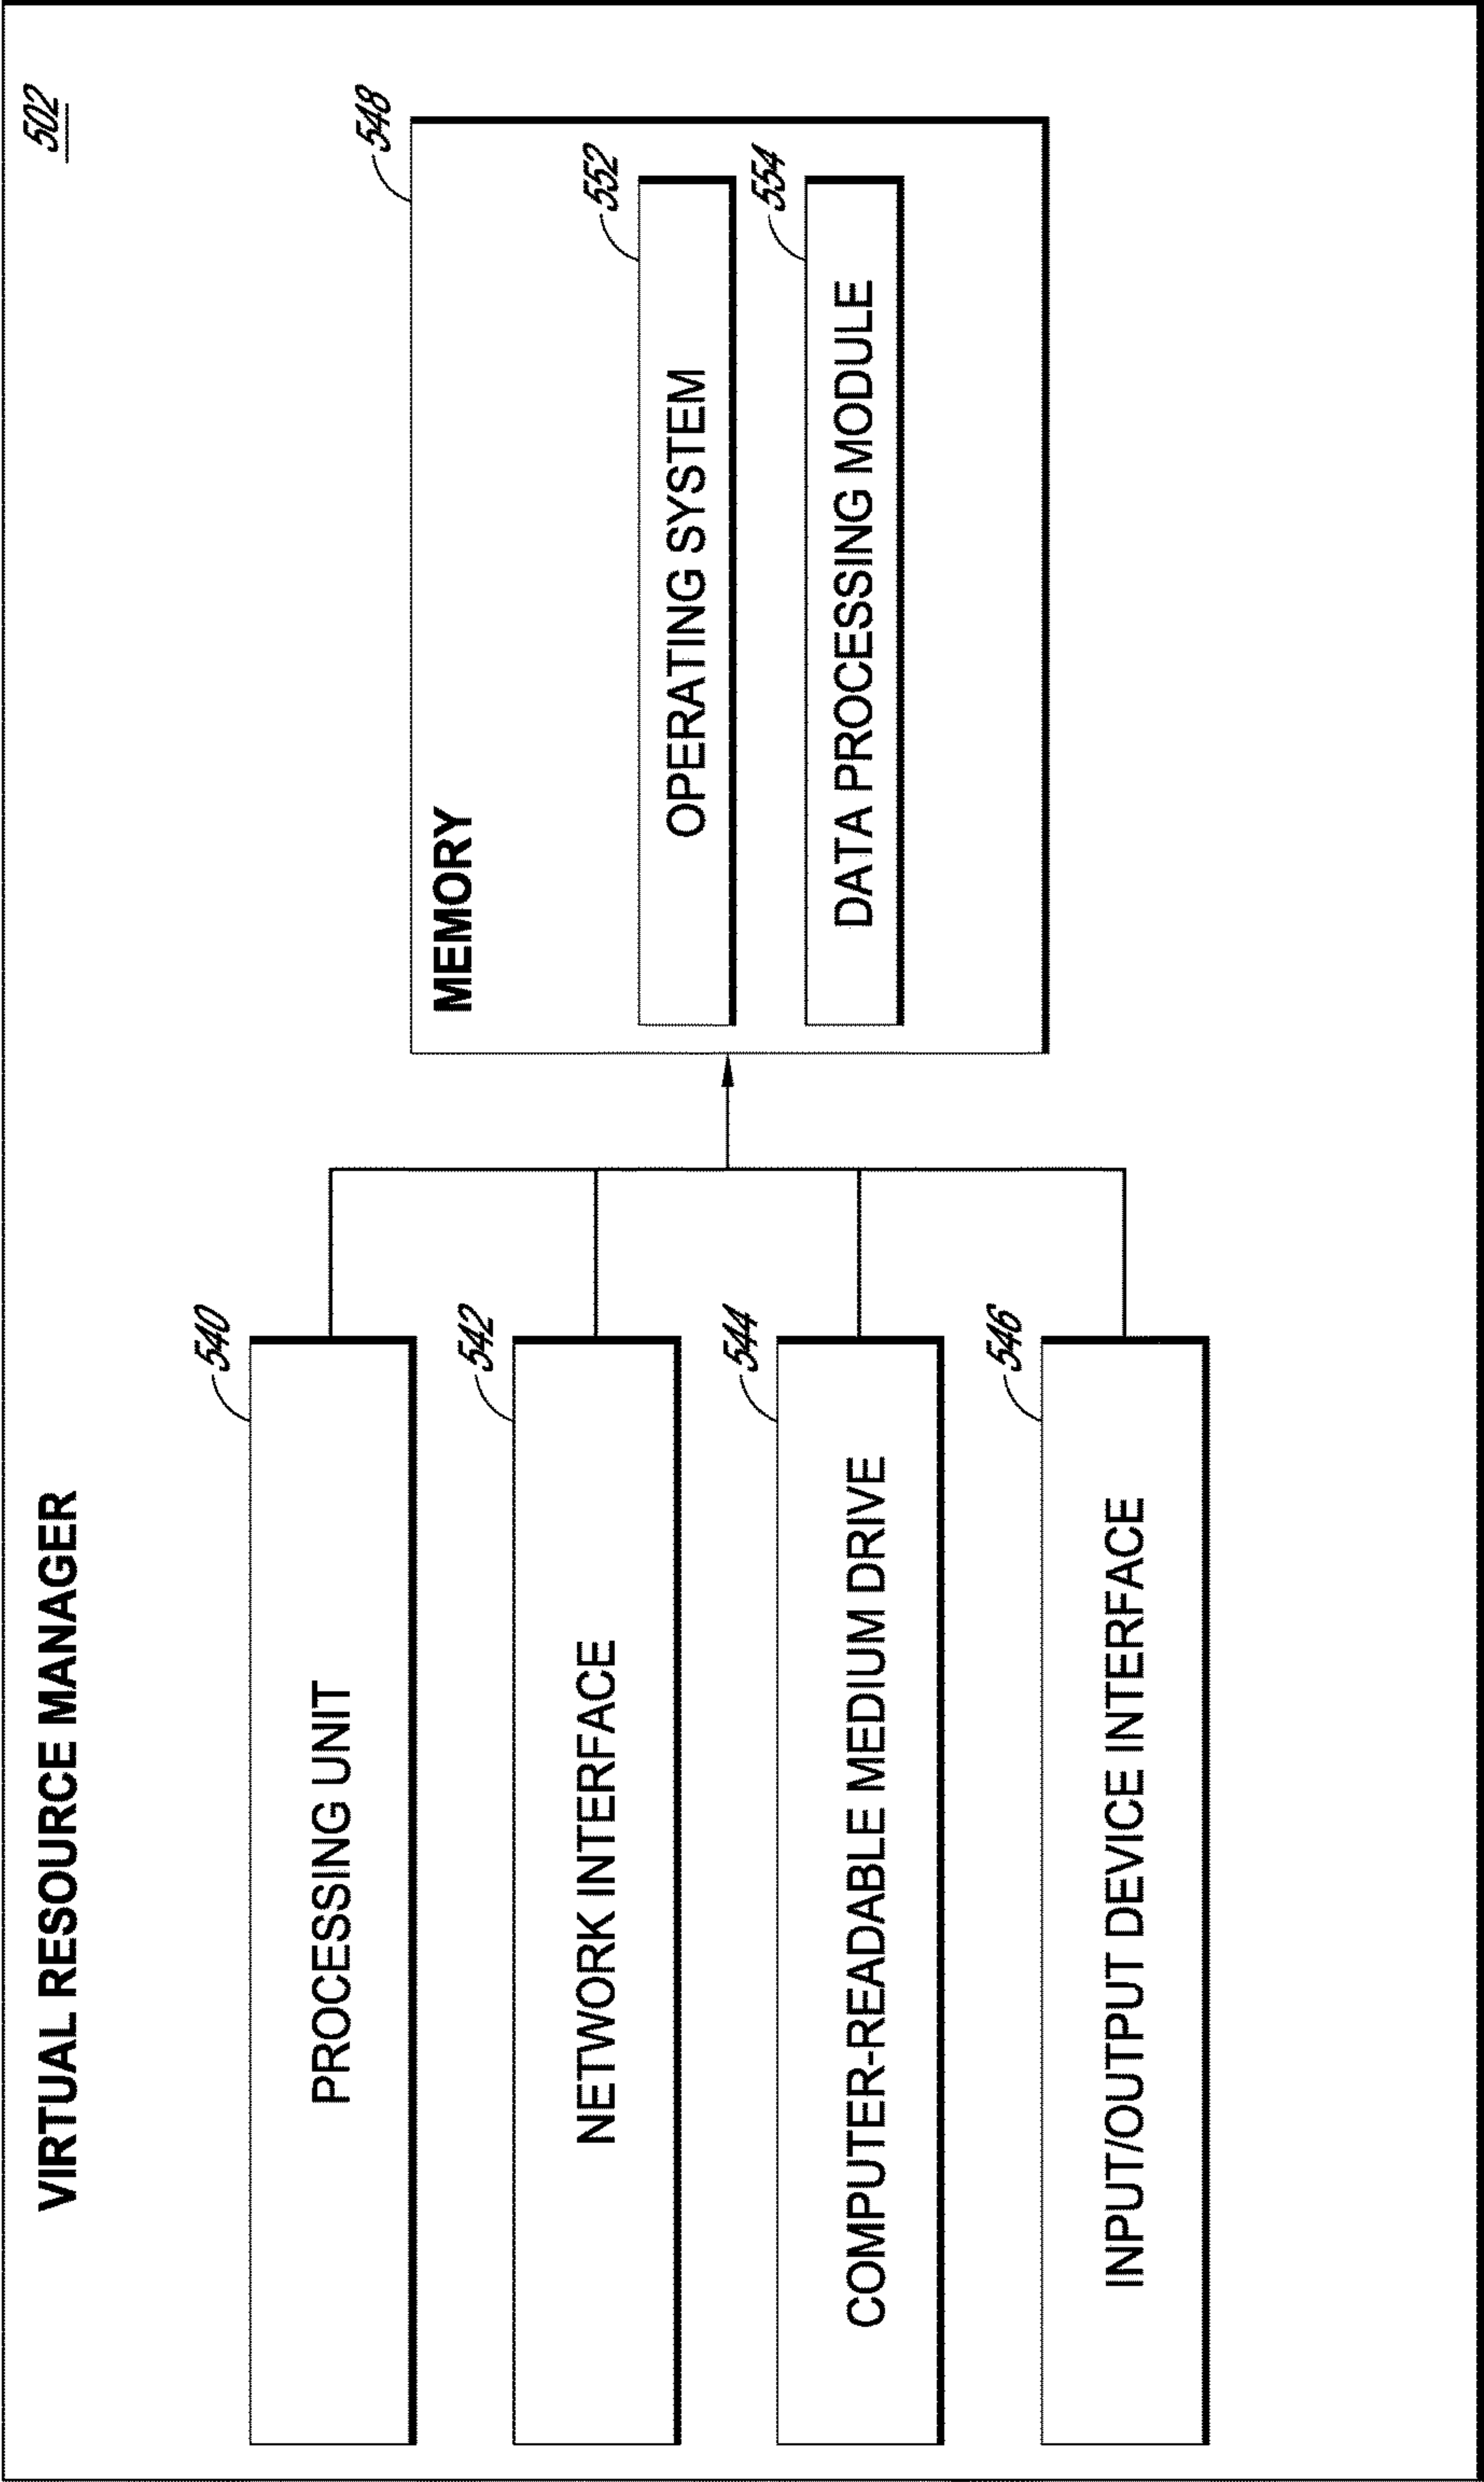 VIRTUAL RESOURCE MANAGER
502
540
PROCESSING UNIT
542
NETWORK INTERFACE
544
COMPUTER-READABLE MEDIUM DRIVE
546
INPUT/OUTPUT DEVICE INTERFACE
548
MEMORY
552
OPERATING SYSTEM
554
DATA PROCESSING MODULE